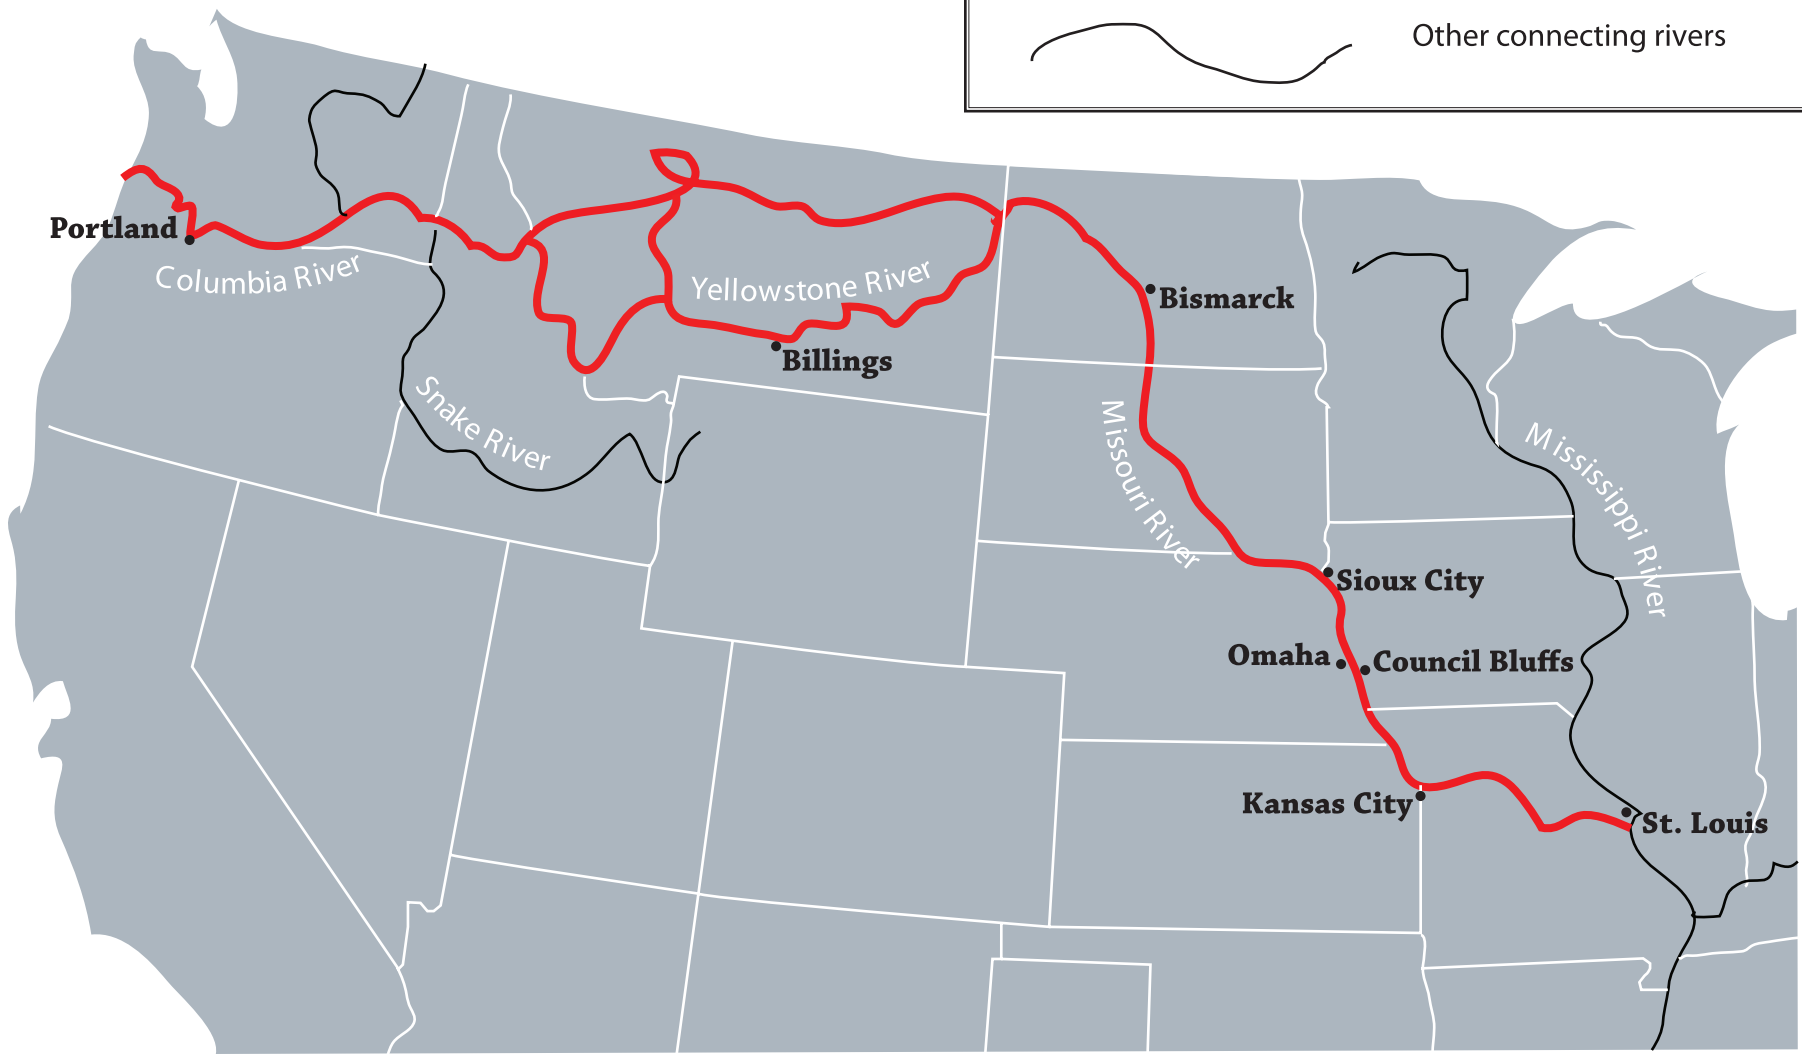 Other connecting rivers
Portland
Columbia River
Yellowstone River
Bismarck
Billings
Snake River
Missouri River
Mississippi River
Sioux City
Omaha
Council Bluffs
Kansas City
St. Louis